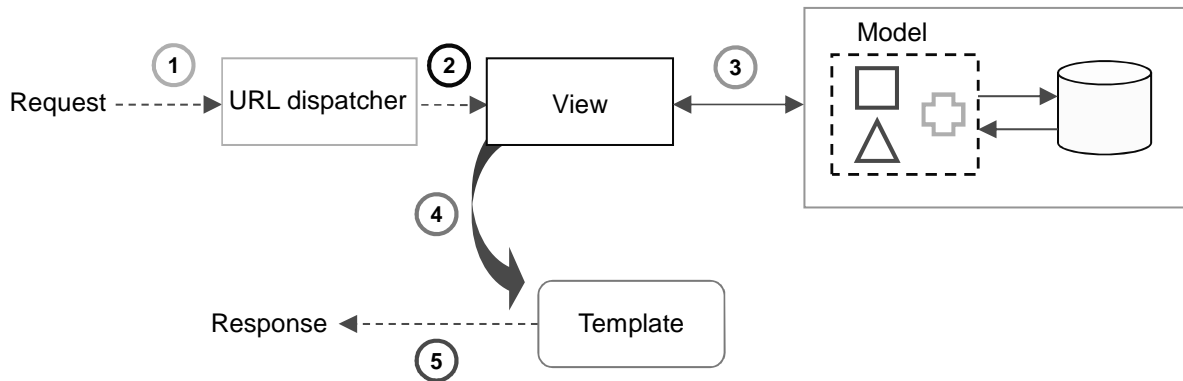 Model
1
2
3
Request
URL dispatcher
View
4
Response
Template
5